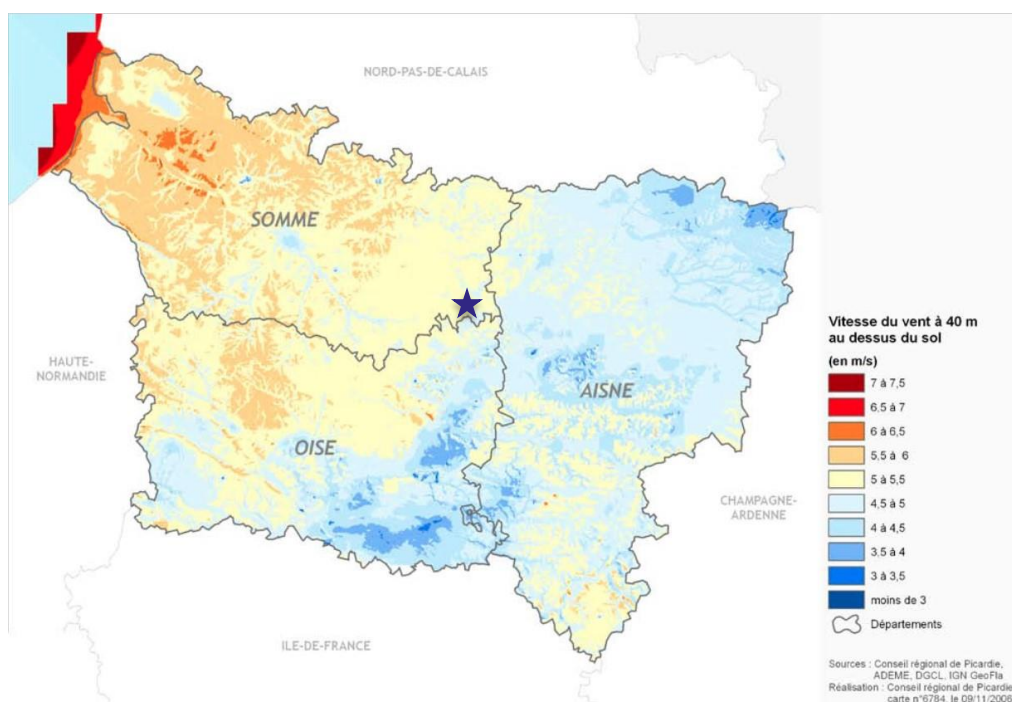 NORD-PAS-DE-CALAIS
SOMME
HAUTE-
NORMANDIE
AISNE
OISE
CHAMPAGNE-
ARDENNE
ILE-DE-FRANCE
Vitesse du vent à 40 m
au dessus du sol
(en m/s)
7 à 7,5
6,5 à 7
6 à 6,5
5,5 à 6
5 à 5,5
4,5 à 5
4 à 4,5
3,5 à 4
3 à 3,5
moins de 3
Départements
Sources : Conseil régional de Picardie,
ADEME, DGCL, IGN GeoFla
Réalisation : Conseil régional de Picardie
carte n°6784, le 09/11/2006